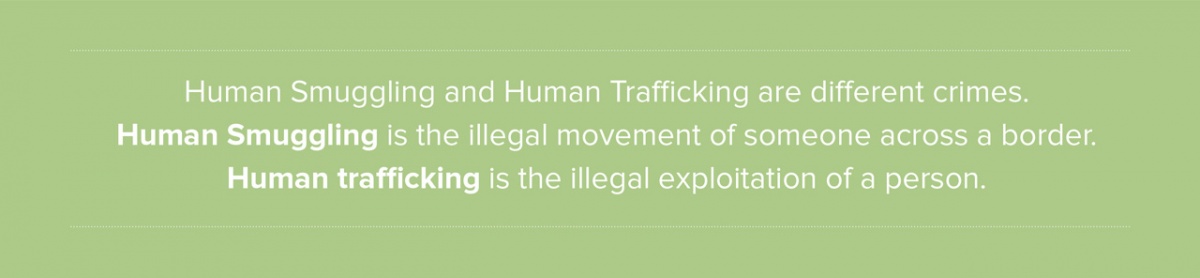 Human Smuggling and Human Trafficking are different crimes.
Human Smuggling is the illegal movement of someone across a border.
Human trafficking is the illegal exploitation of a person.